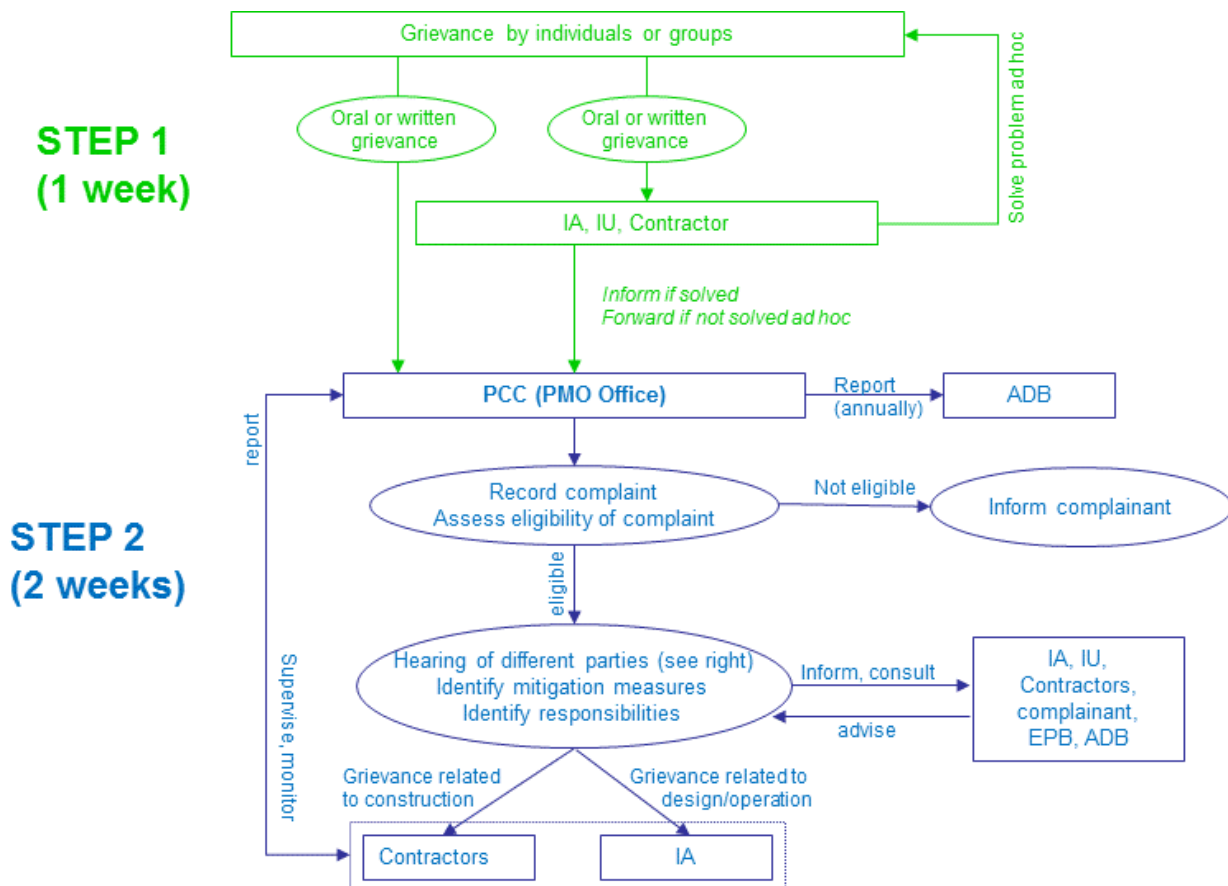 Grievance by individuals or groups
Oral or written
grievance
Oral or written
grievance
Solve problem ad hoc
STEP 1
(1 week)
IA, IU, Contractor
Inform if solved
Forward if not solved ad hoc
PCC (PMO Office)
Report
(annually)
ADB
report
Record complaint
Assess eligibility of complaint
Not eligible
Inform complainant
STEP 2
(2 weeks)
eligible
Hearing of different parties (see right)
Identify mitigation measures
Identify responsibilities
Inform, consult
advise
IA, IU,
Contractors,
complainant,
EPB, ADB
Supervise, monitor
Grievance related
to construction
Grievance related to
design/operation
Contractors
IA